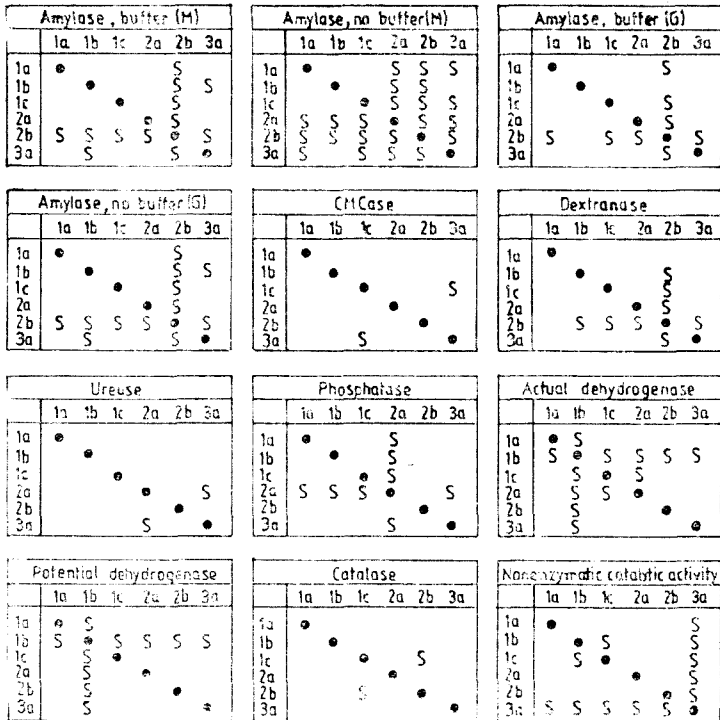 Amylase, buffer (M)
1a 1b 1c 2a 2b 3a
1a S
1b S S
1c S
2a S
2b S S S S S
3a S S
Amylase, no buffer (M)
1a 1b 1c 2a 2b 3a
1a S S S
1b S S S
1c S S S
2a S S S S S
2b S S S S S
3a S S S S S
Amylase, buffer (G)
1a 1b 1c 2a 2b 3a
1a S
1b
1c S
2a S
2b S S S S
3a S
Amylase, no buffer (G)
1a 1b 1c 2a 2b 3a
1a S
1b S S
1c S
2a S
2b S S S S S
3a S S
CMCase
1a 1b 1c 2a 2b 3a
1a
1b
1c S
2a
2b
3a S
Dextranase
1a 1b 1c 2a 2b 3a
1a
1b S
1c S
2a S
2b S S S S
3a S
Ureuse
1a 1b 1c 2a 2b 3a
1a
1b
1c
2a S
2b
3a S
Phosphatase
1a 1b 1c 2a 2b 3a
1a S
1b S
1c S
2a S S S S
2b
3a S
Actual dehydrogenase
1a 1b 1c 2a 2b 3a
1a S
1b S S S S S
1c S S
2a S S
2b S
3a S
Potential dehydrogenase
1a 1b 1c 2a 2b 3a
1a S
1b S S S S S
1c S
2a S
2b S
3a S
Catalase
1a 1b 1c 2a 2b 3a
1a
1b
1c S
2a
2b S
3a
Nonenzymatic catalytic activity
1a 1b 1c 2a 2b 3a
1a S
1b S S
1c S S
2a S
2b S
3a S S S S S